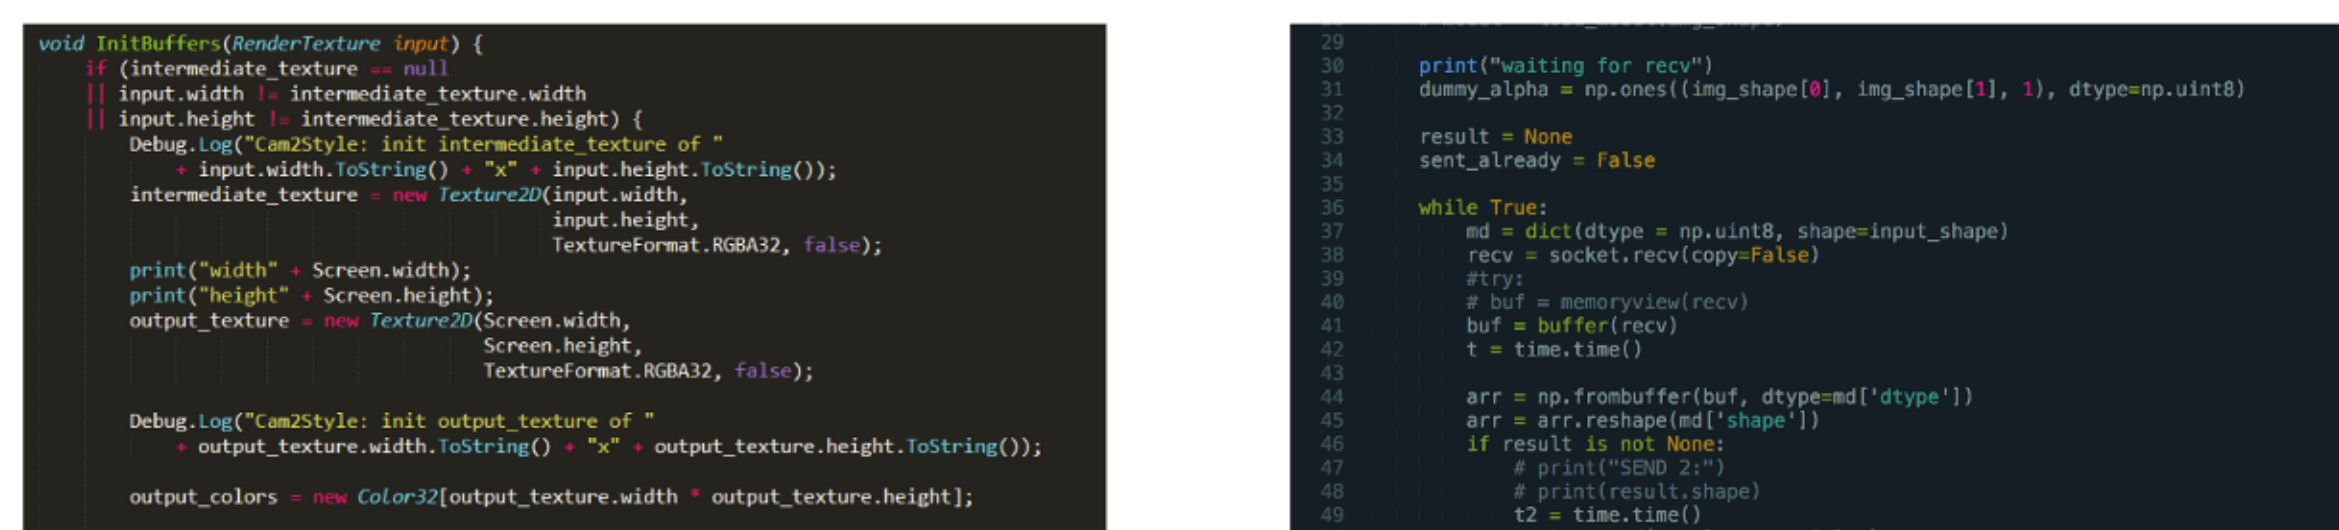 void InitBuffers(RenderTexture input) {
if (intermediate_texture == null
|| input.width != intermediate_texture.width
|| input.height != intermediate_texture.height) {
Debug.Log("Cam2Style: init intermediate_texture of "
+ input.width.ToString() + "x" + input.height.ToString());
intermediate_texture = new Texture2D(input.width,
input.height,
TextureFormat.RGBA32, false);
print("width" + Screen.width);
print("height" + Screen.height);
output_texture = new Texture2D(Screen.width,
Screen.height,
TextureFormat.RGBA32, false);
Debug.Log("Cam2Style: init output_texture of "
+ output_texture.width.ToString() + "x" + output_texture.height.ToString());
output_colors = new Color32[output_texture.width * output_texture.height];
29
30 print("waiting for recv")
31 dummy_alpha = np.ones((img_shape[0], img_shape[1], 1), dtype=np.uint8)
32
33 result = None
34 sent_already = False
35
36 while True:
37 md = dict(dtype = np.uint8, shape=input_shape)
38 recv = socket.recv(copy=False)
39 #try:
40 # buf = memoryview(recv)
41 buf = buffer(recv)
42 t = time.time()
43
44 arr = np.frombuffer(buf, dtype=md['dtype'])
45 arr = arr.reshape(md['shape'])
46 if result is not None:
47 # print("SEND 2:")
48 # print(result.shape)
49 t2 = time.time()